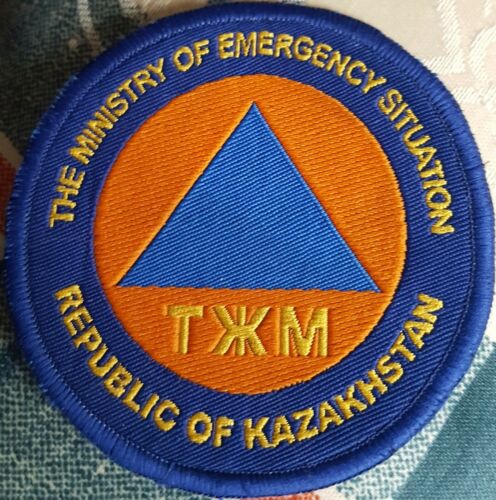 THE MINISTRY OF EMERGENCY SITUATION
ТЖМ
REPUBLIC OF KAZAKHSTAN